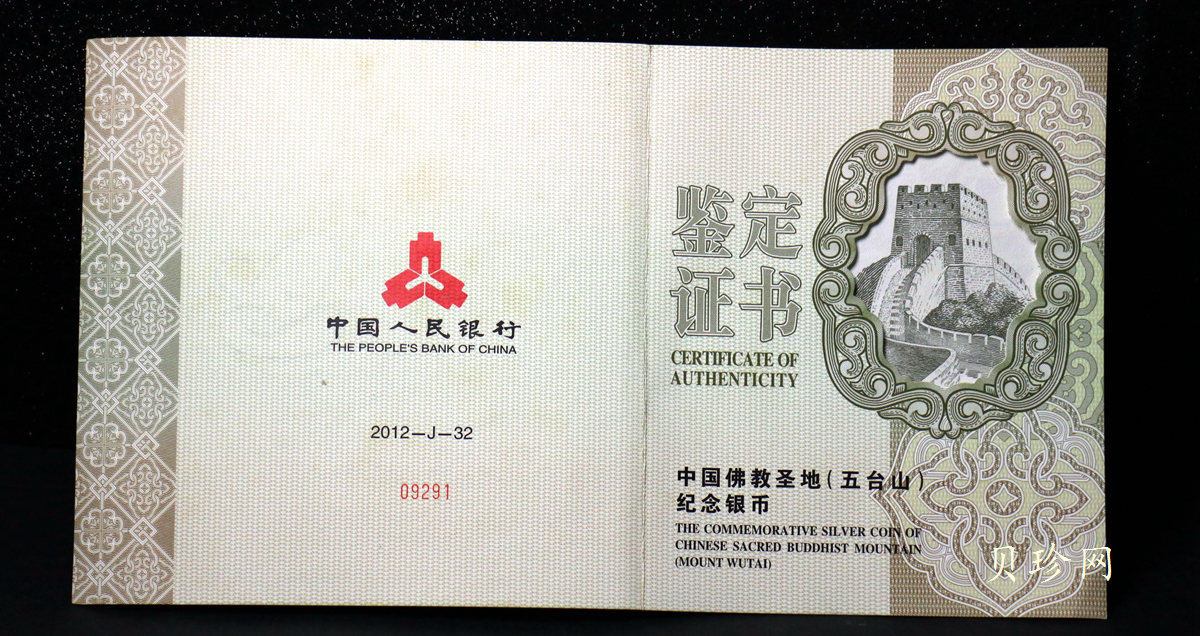 中国人民银行
THE PEOPLE'S BANK OF CHINA
2012—J—32
09291
鉴定
证书
CERTIFICATE OF
AUTHENTICITY
中国佛教圣地(五台山)
纪念银币
THE COMMEMORATIVE SILVER COIN OF
CHINESE SACRED BUDDHIST MOUNTAIN
(MOUNT WUTAI)
贝珍网